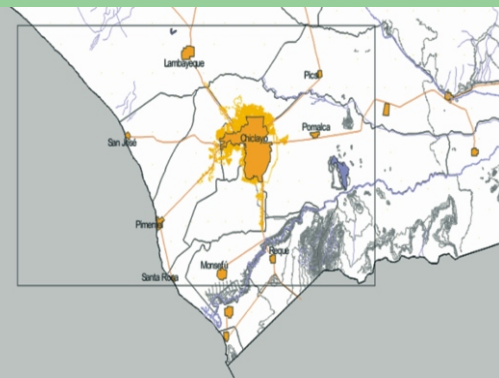 Lambayeque
Picsi
San José
Chiclayo
Pomalca
Pimentel
Reque
Monsefú
Santa Rosa